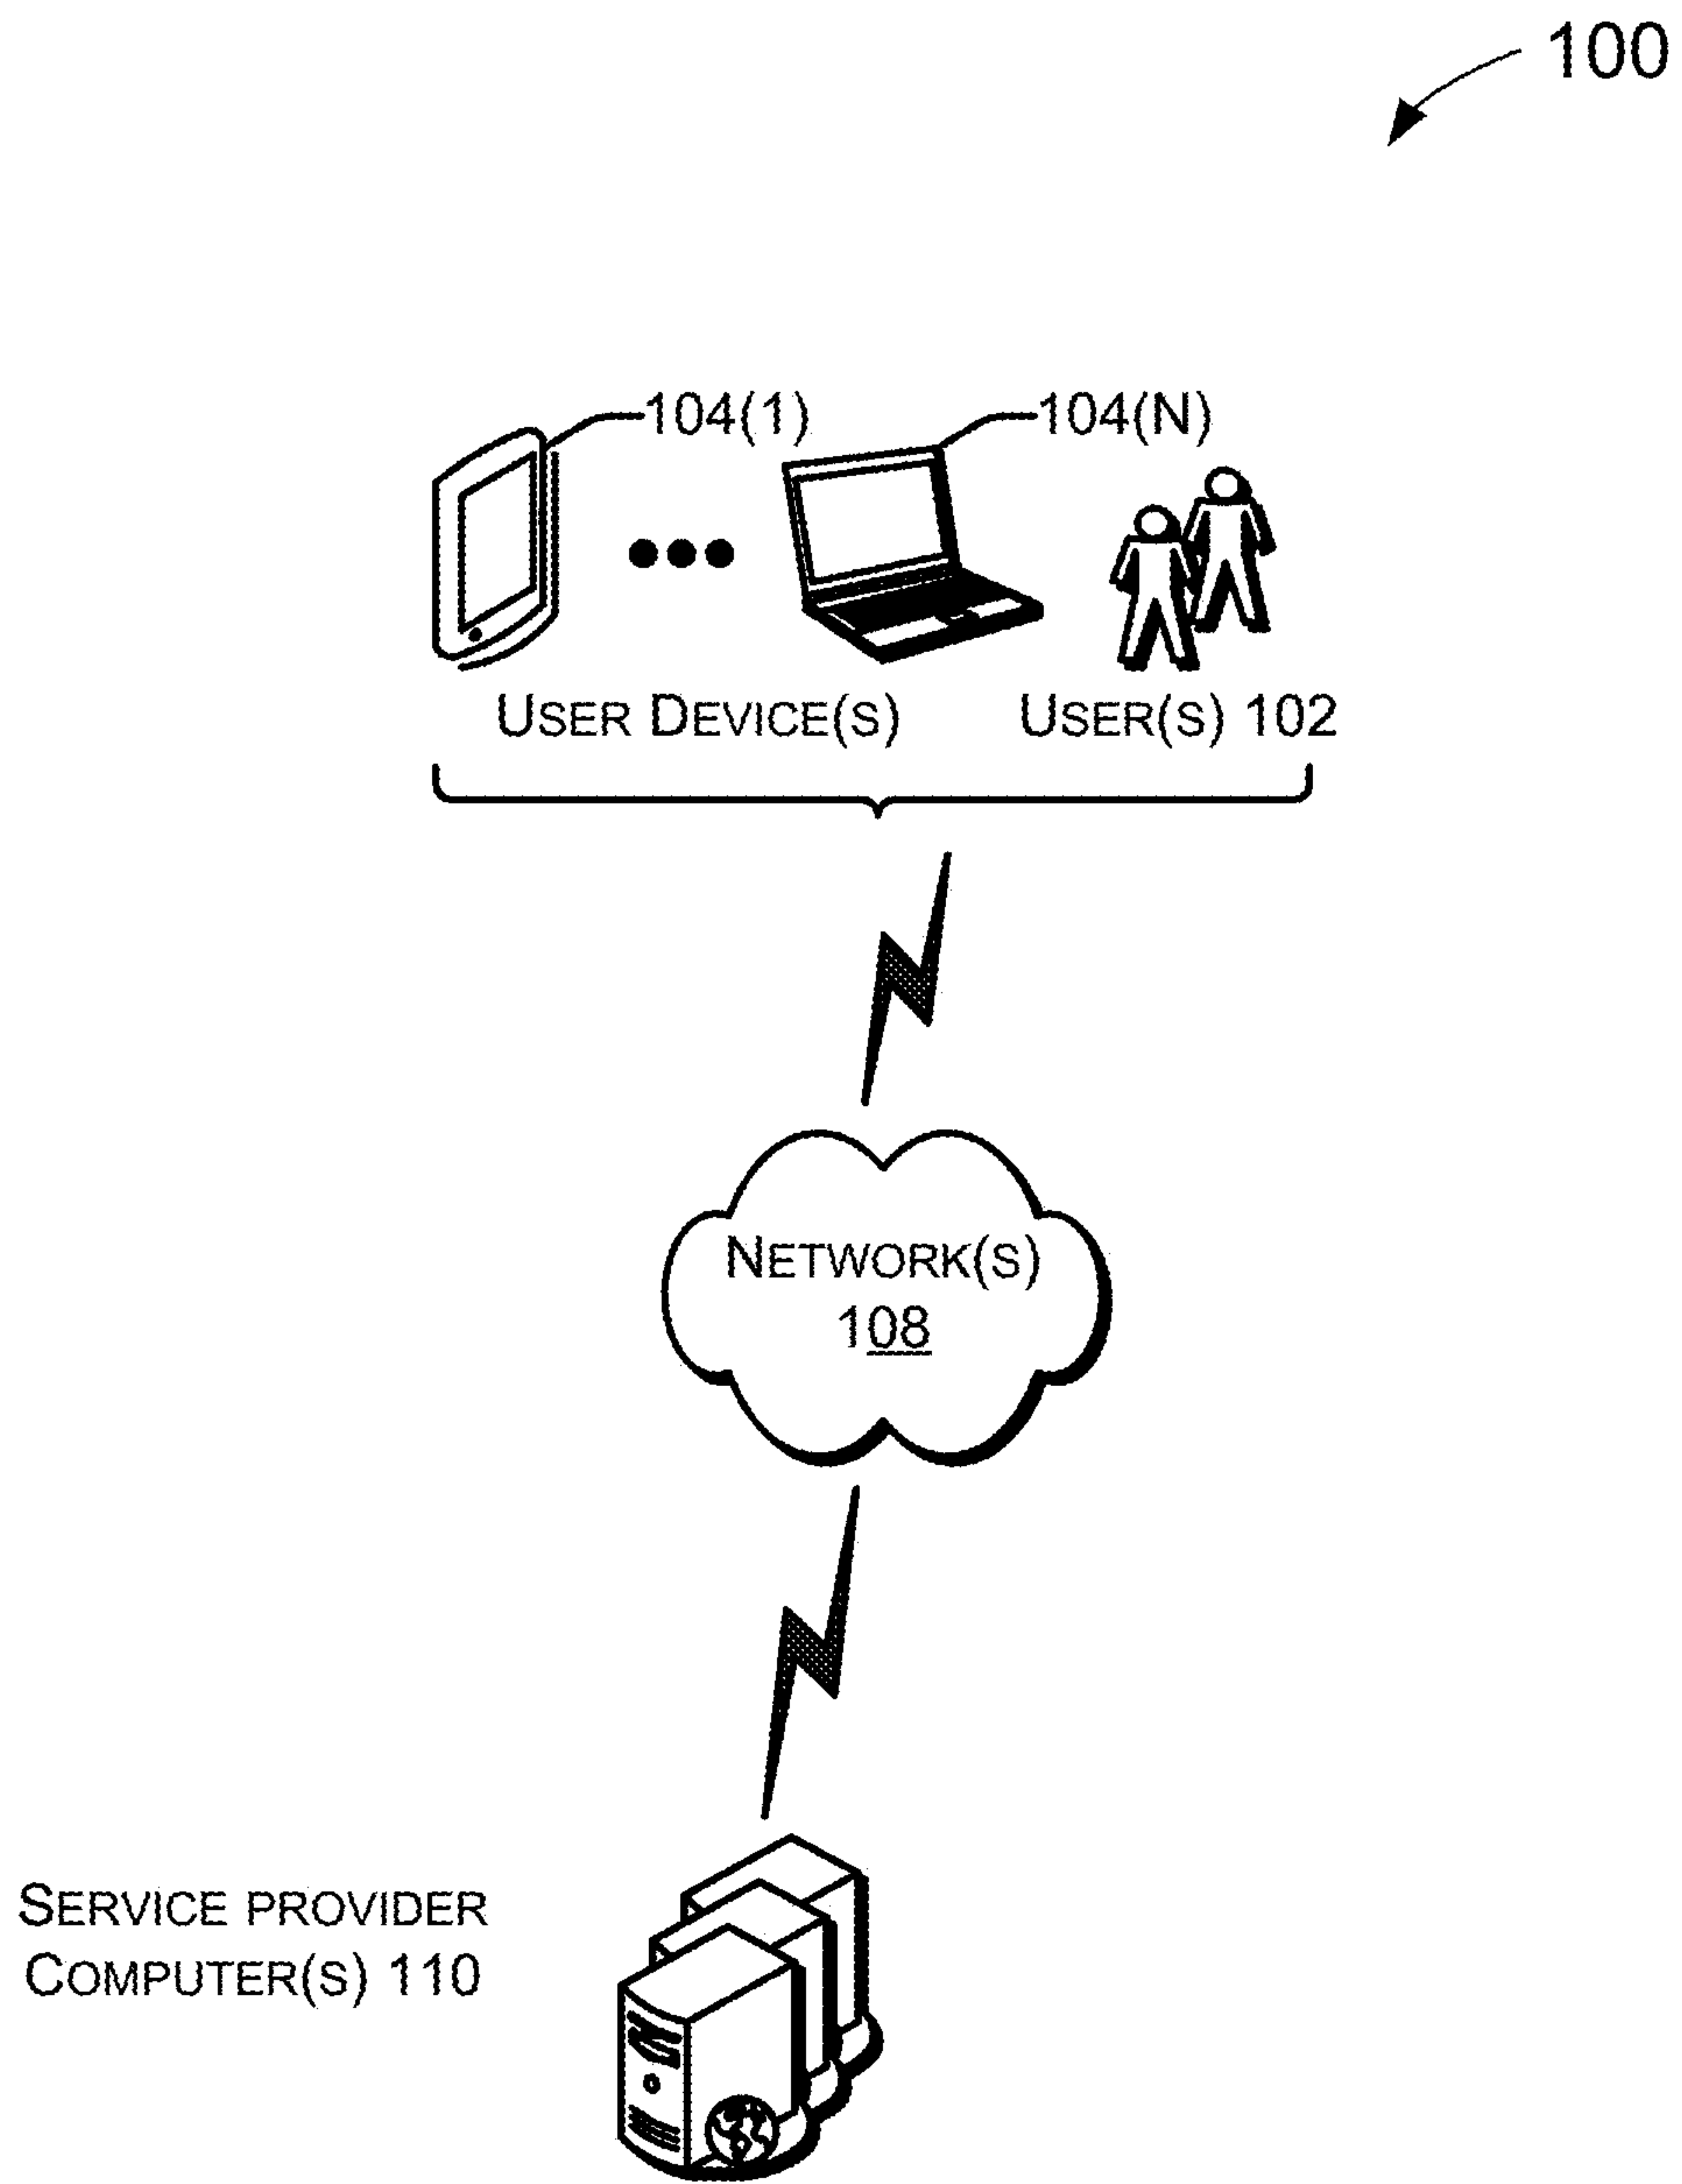 100
104(1)
104(N)
USER DEVICE(S)
USER(S) 102
NETWORK(S)
108
SERVICE PROVIDER
COMPUTER(S) 110